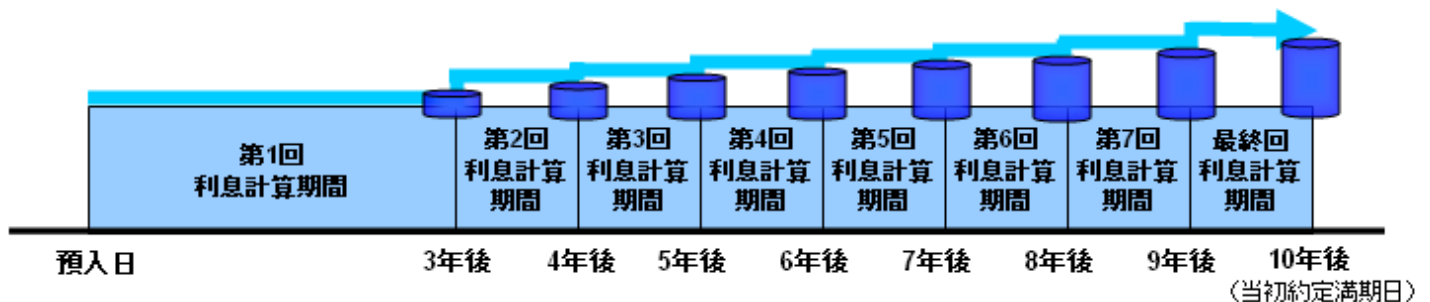 第1回
利息計算期間
第2回
利息計算
期間
第3回
利息計算
期間
第4回
利息計算
期間
第5回
利息計算
期間
第6回
利息計算
期間
第7回
利息計算
期間
最終回
利息計算
期間
預入日
3年後
4年後
5年後
6年後
7年後
8年後
9年後
10年後
（当初約定満期日）